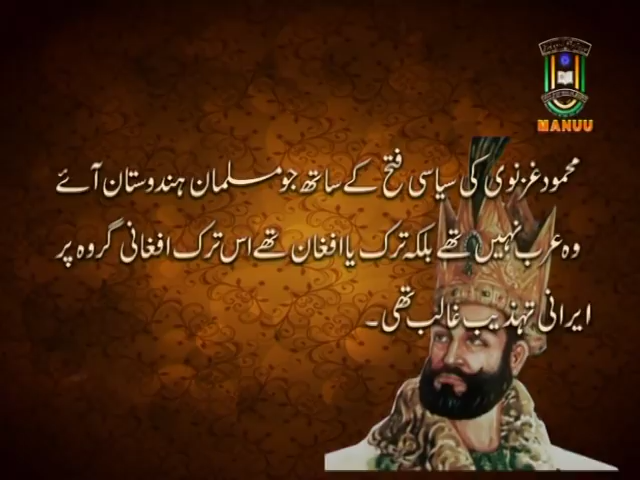 MANUU
محمود غزنوی کی سیاسی فتح کے ساتھ جو مسلمان ہندوستان آئے
وہ عرب نہیں تھے بلکہ ترک یا افغان تھے اس ترک افغانی گروہ پر
ایرانی تہذیب غالب تھی۔